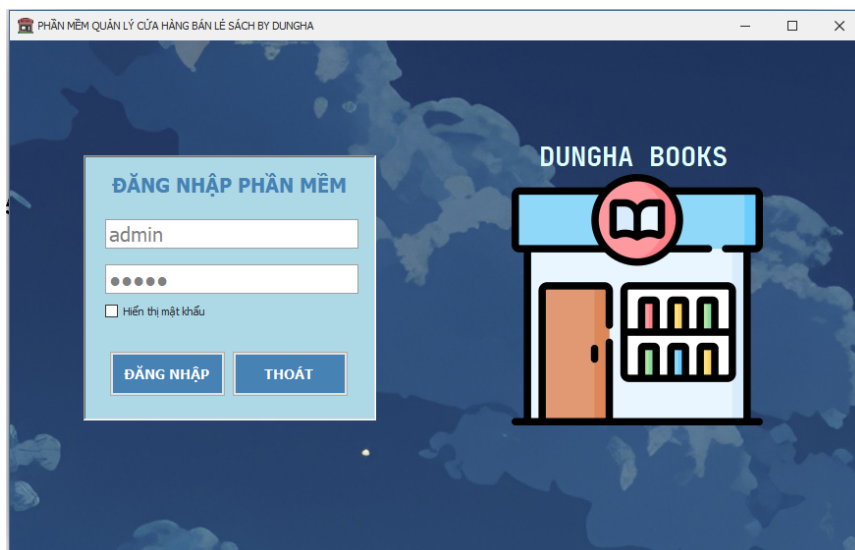 PHẦN MỀM QUẢN LÝ CỬA HÀNG BÁN LẺ SÁCH BY DUNGHA
DUNGHA BOOKS
ĐĂNG NHẬP PHẦN MỀM
admin
●●●●●
Hiển thị mật khẩu
ĐĂNG NHẬP
THOÁT